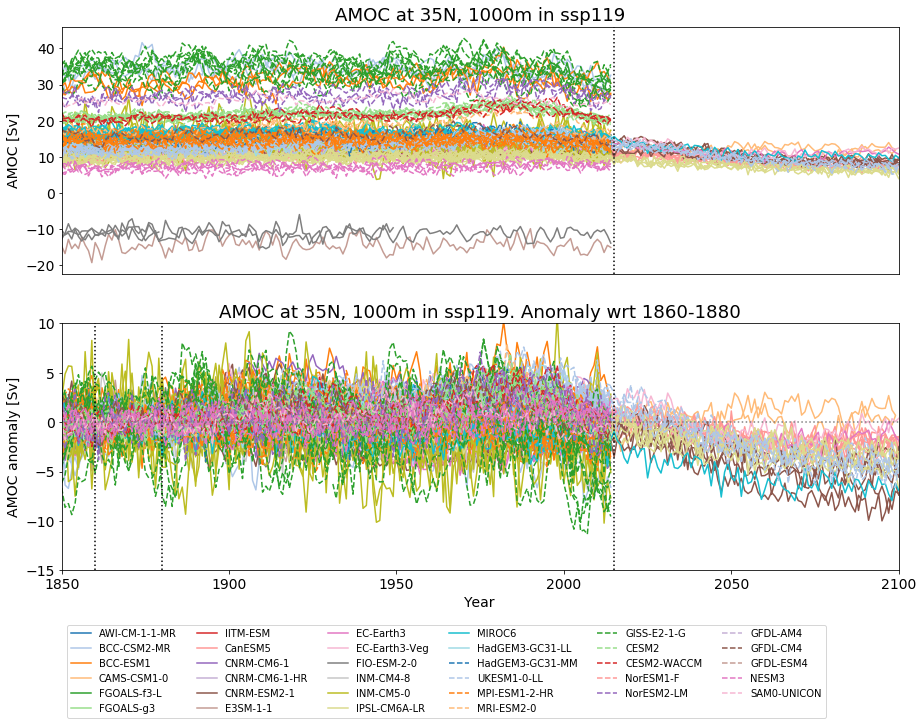 AMOC at 35N, 1000m in ssp119
AMOC [Sv]
40
30
20
10
0
−10
−20
AMOC at 35N, 1000m in ssp119. Anomaly wrt 1860-1880
AMOC anomaly [Sv]
10
5
0
−5
−10
−15
1850 1900 1950 2000 2050 2100
Year
AWI-CM-1-1-MR IITM-ESM EC-Earth3 MIROC6 GISS-E2-1-G GFDL-AM4
BCC-CSM2-MR CanESM5 EC-Earth3-Veg HadGEM3-GC31-LL CESM2 GFDL-CM4
BCC-ESM1 CNRM-CM6-1 FIO-ESM-2-0 HadGEM3-GC31-MM CESM2-WACCM GFDL-ESM4
CAMS-CSM1-0 CNRM-CM6-1-HR INM-CM4-8 UKESM1-0-LL NorESM1-F NESM3
FGOALS-f3-L CNRM-ESM2-1 INM-CM5-0 MPI-ESM1-2-HR NorESM2-LM SAM0-UNICON
FGOALS-g3 E3SM-1-1 IPSL-CM6A-LR MRI-ESM2-0